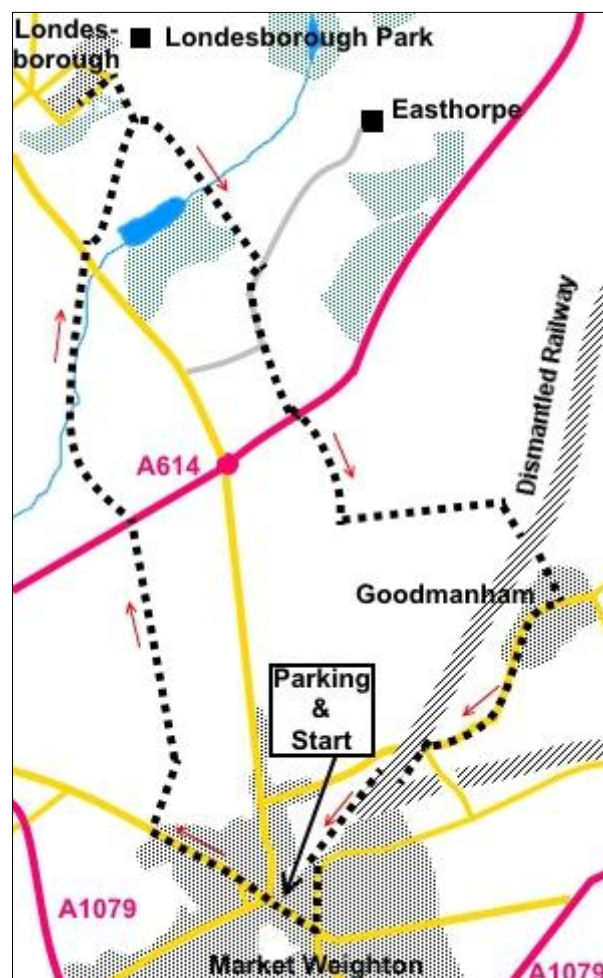 Londes-
borough
Londesborough Park
Easthorpe
Dismantled Railway
A614
Goodmanham
Parking
&
Start
A1079
Market Weighton
A1079